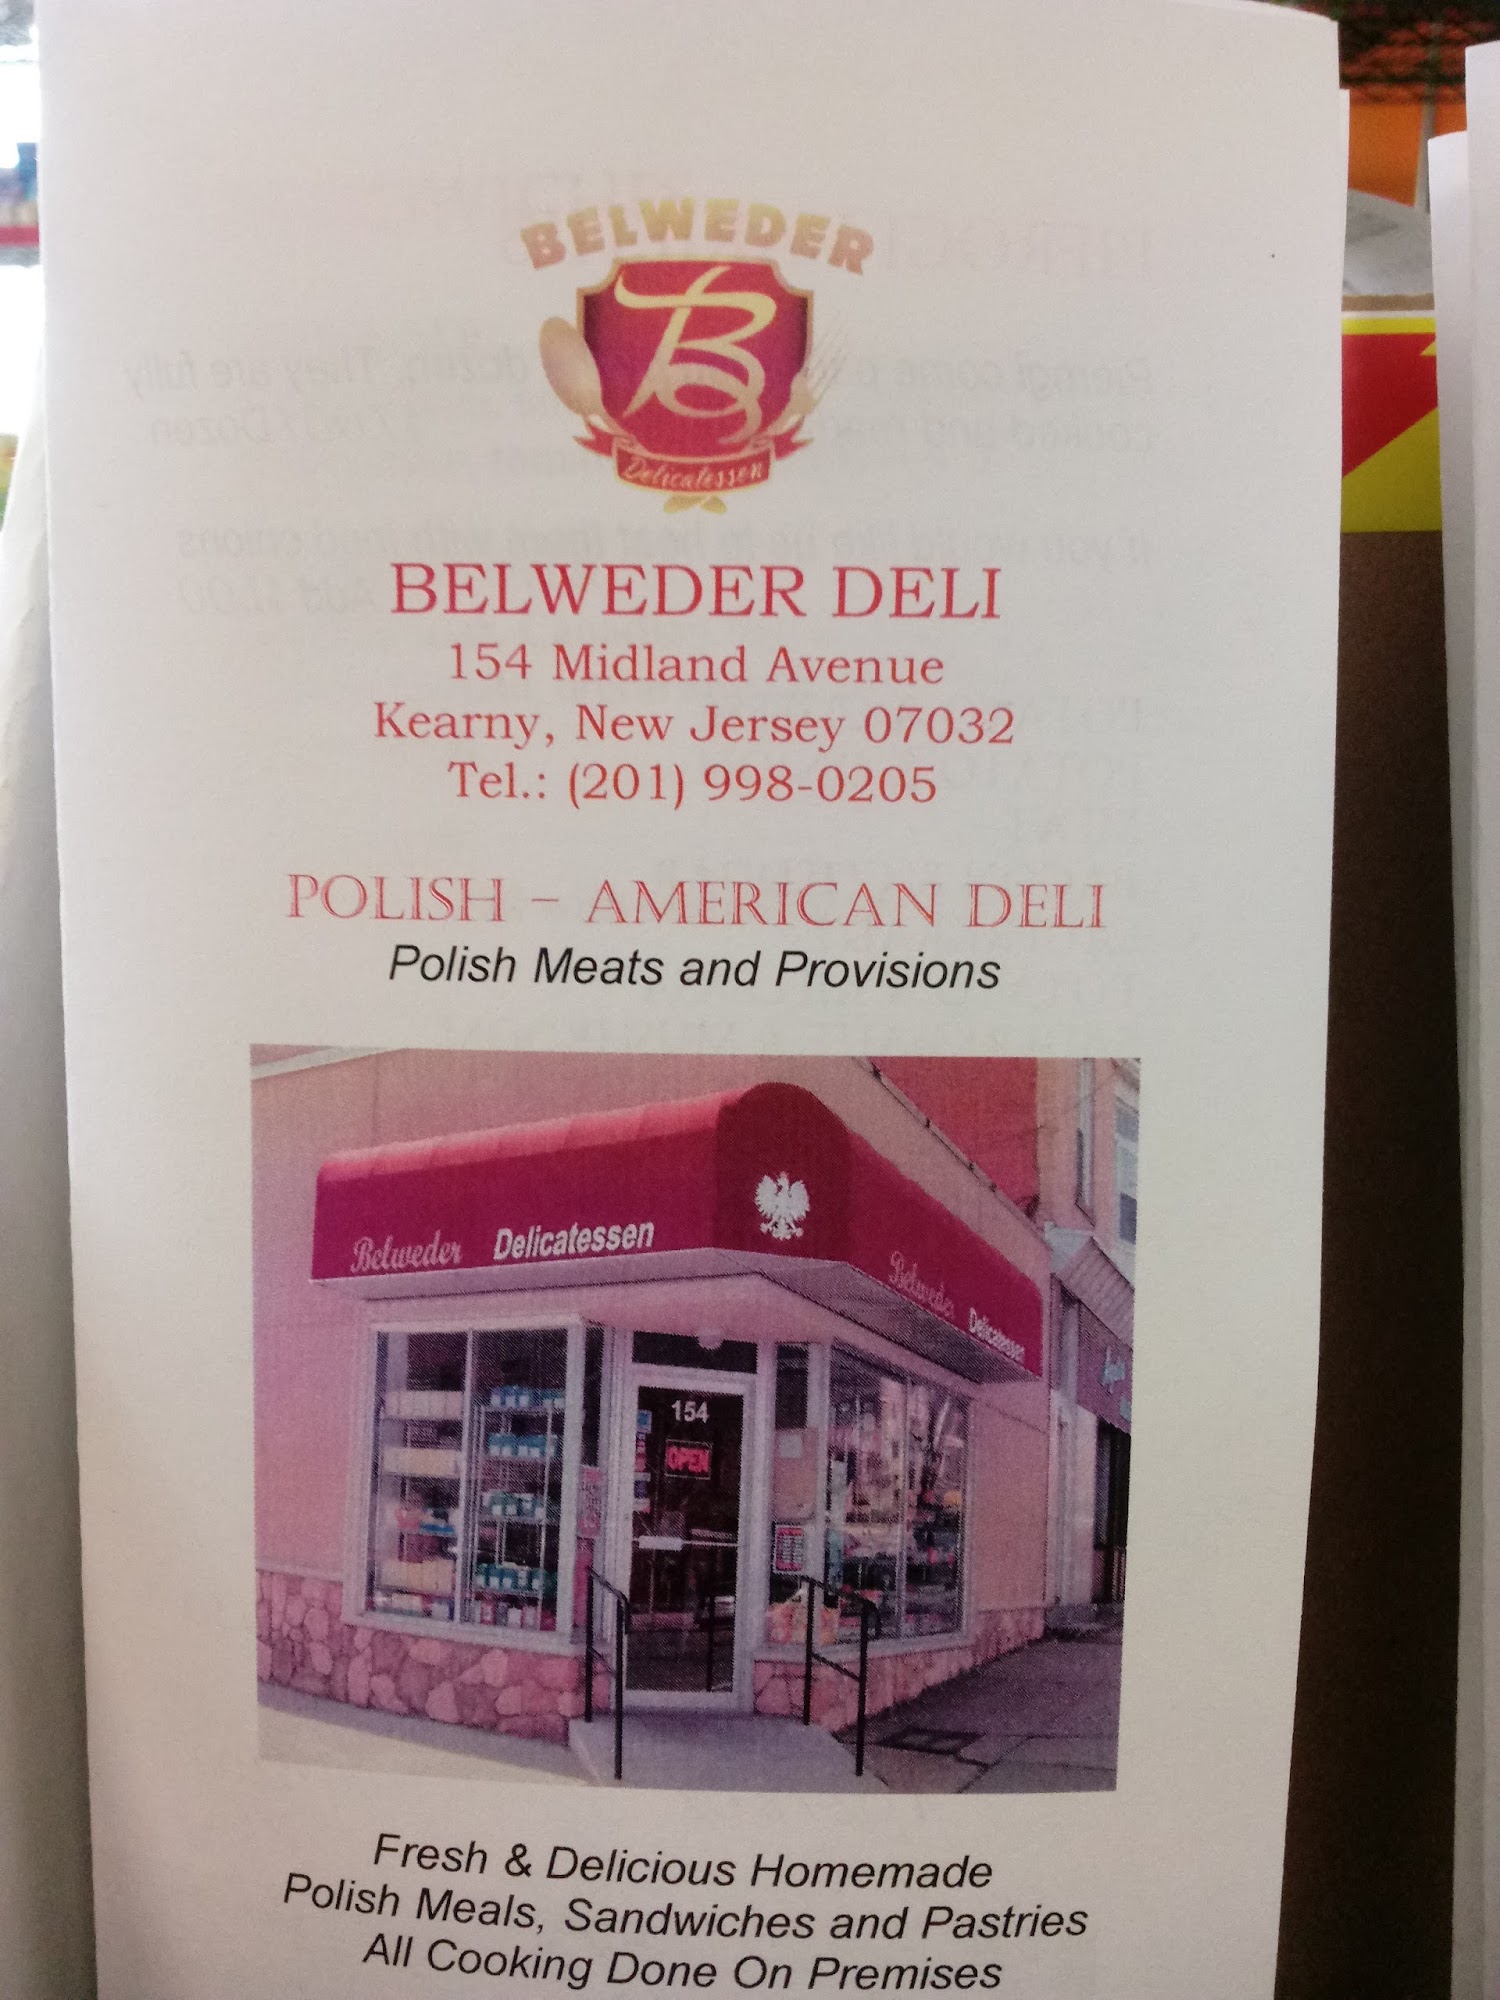 BELWEDER
B
Delicatessen
BELWEDER DELI
154 Midland Avenue
Kearny, New Jersey 07032
Tel.: (201) 998-0205
POLISH – AMERICAN DELI
Polish Meats and Provisions
Belweder Delicatessen
Belweder Delicatessen
154
OPEN
Fresh & Delicious Homemade
Polish Meals, Sandwiches and Pastries
All Cooking Done On Premises